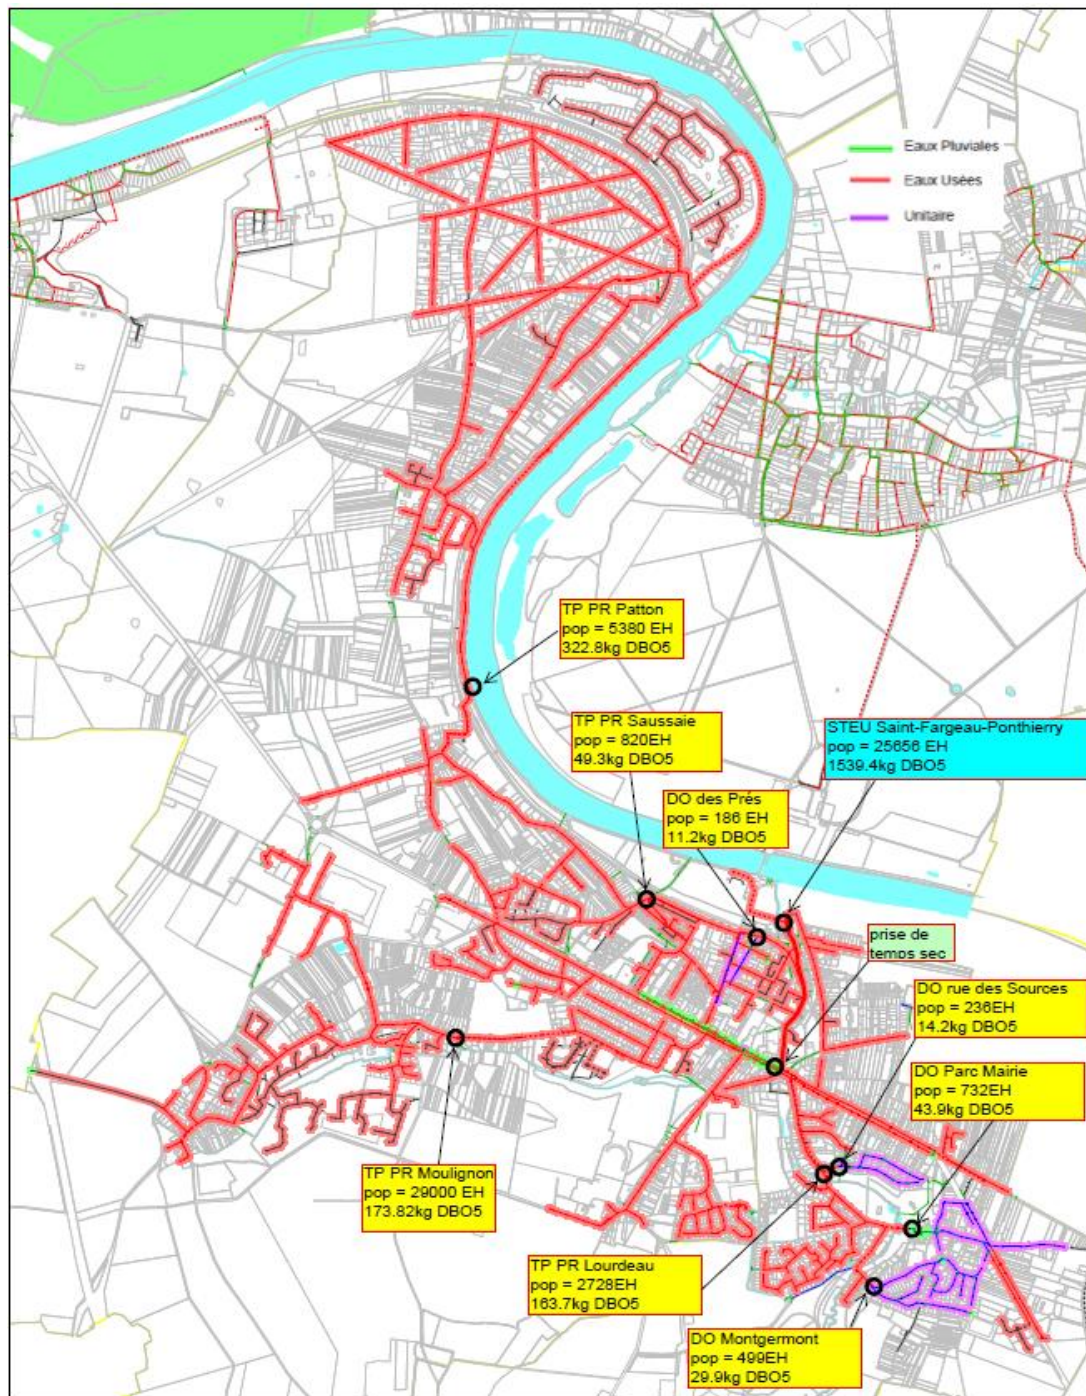 Eaux Pluviales
Eaux Usées
Unitaire
TP PR Patton
pop = 5380 EH
322.8kg DBO5
TP PR Saussaie
pop = 820EH
49.3kg DBO5
STEU Saint-Fargeau-Ponthierry
pop = 25656 EH
1539.4kg DBO5
DO des Prés
pop = 186 EH
11.2kg DBO5
prise de
temps sec
DO rue des Sources
pop = 236EH
14.2kg DBO5
DO Parc Mairie
pop = 732EH
43.9kg DBO5
TP PR Moulignon
pop = 29000 EH
173.82kg DBO5
TP PR Lourdeau
pop = 2728EH
163.7kg DBO5
DO Montgermont
pop = 499EH
29.9kg DBO5